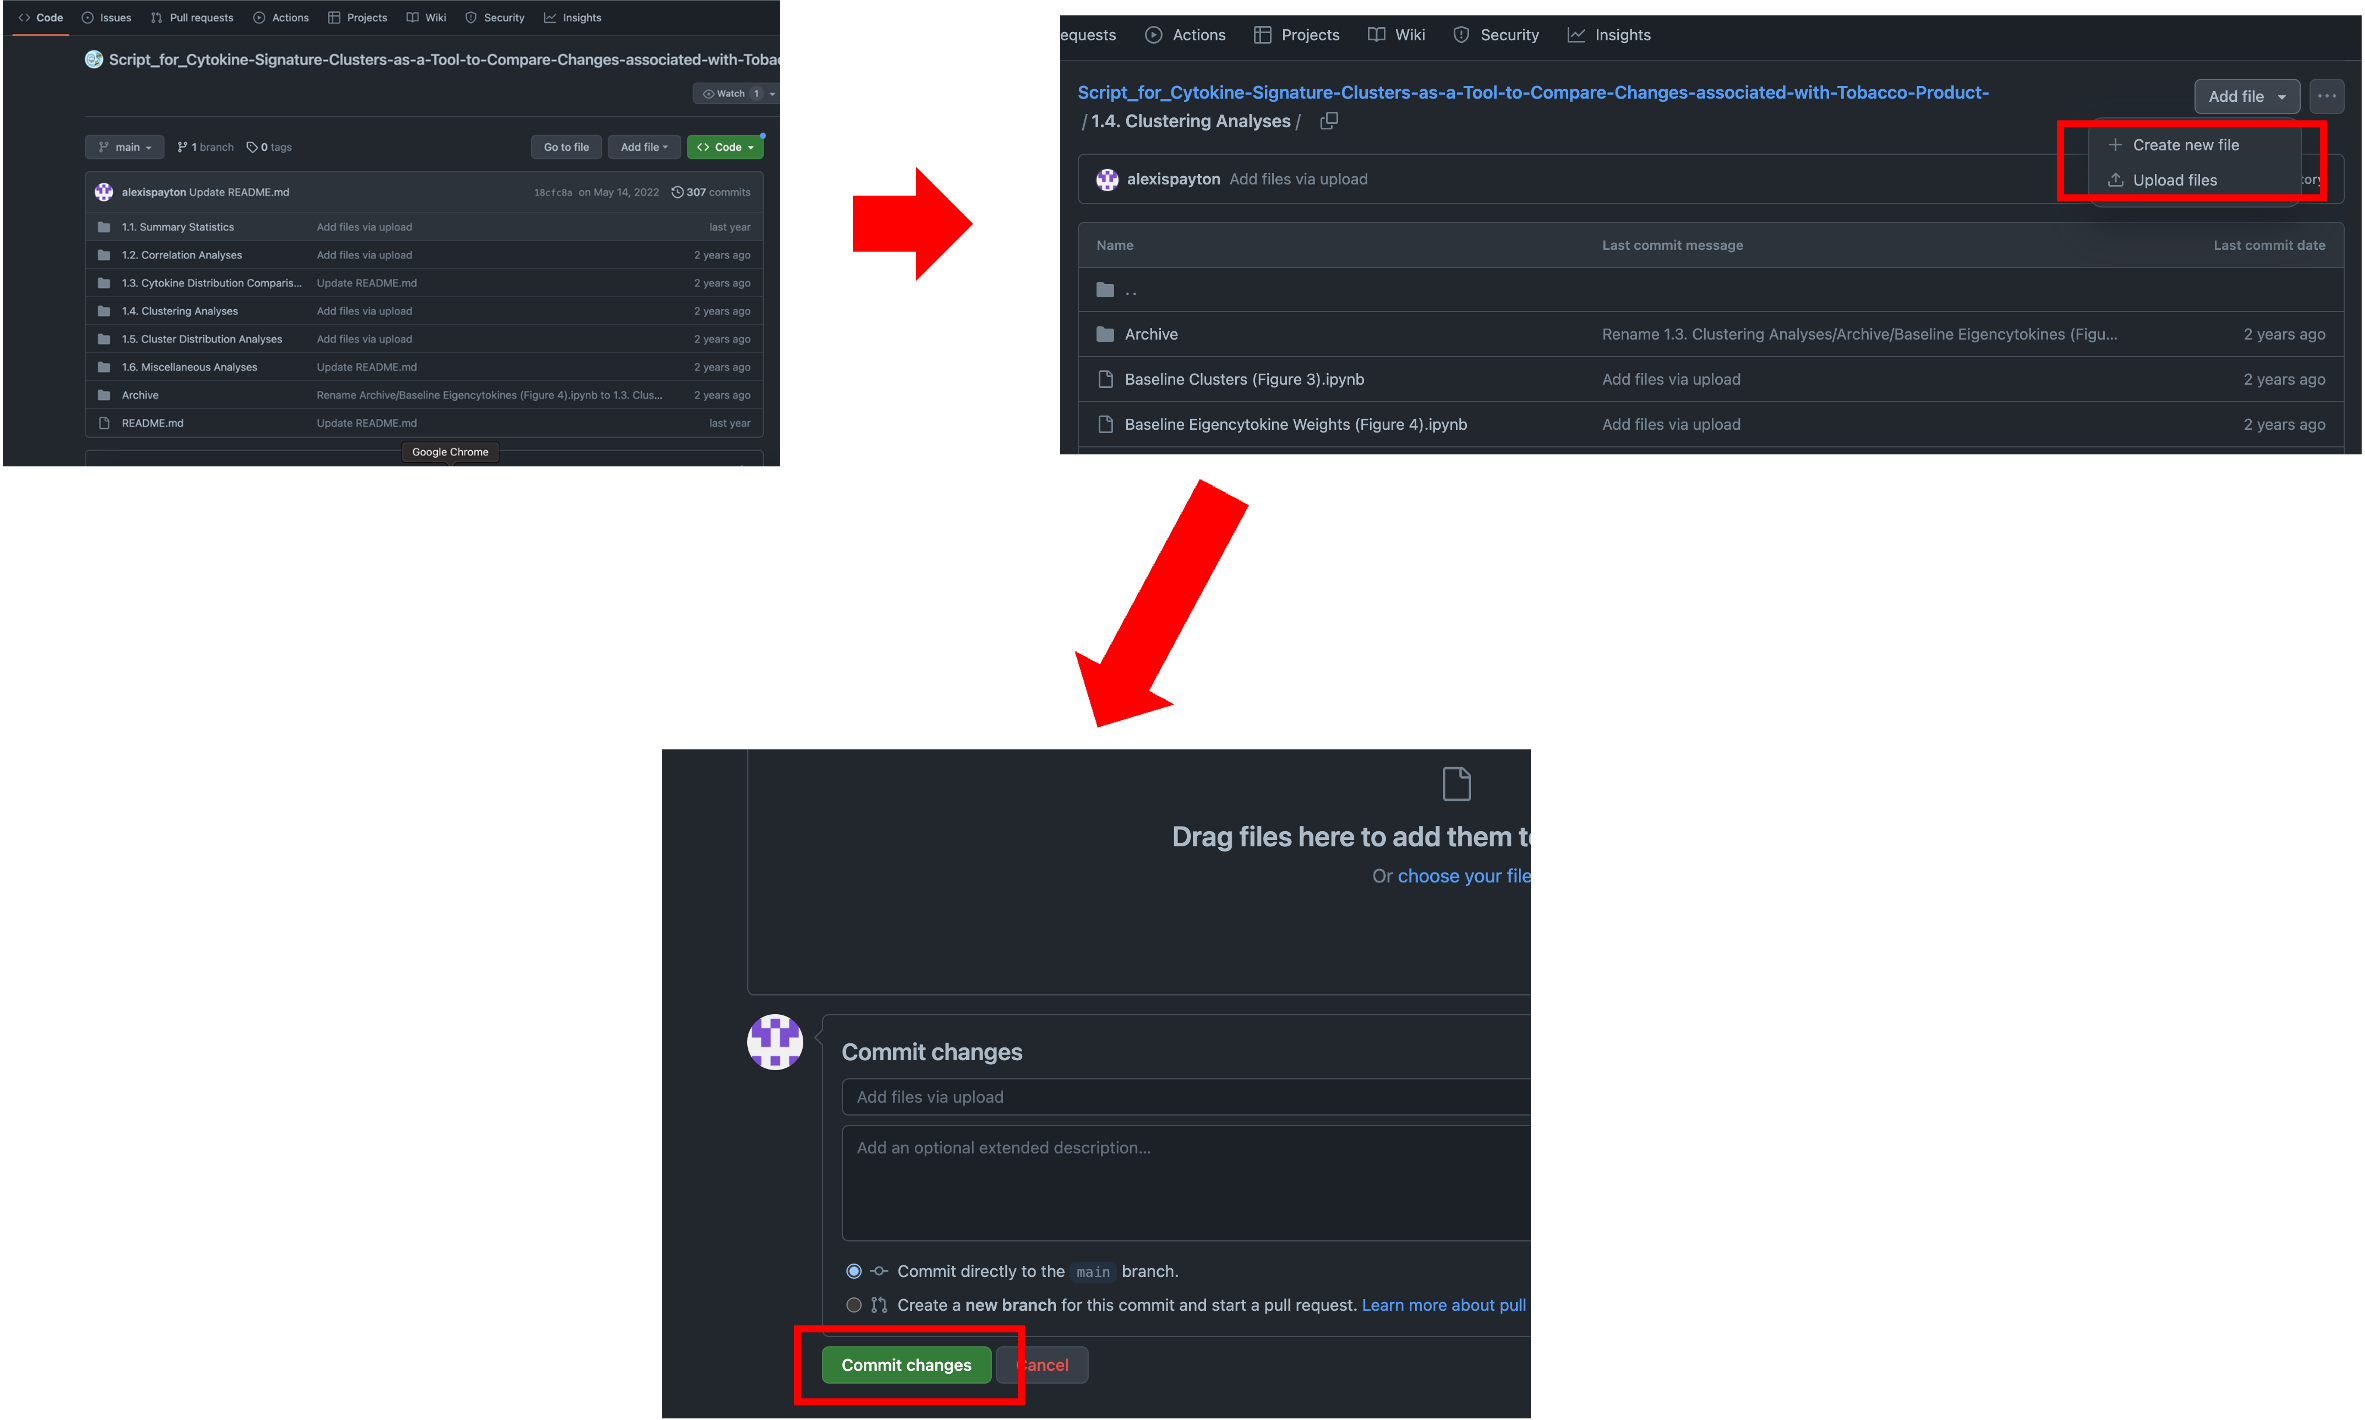 Code Issues Pull requests Actions Projects Wiki Security Insights
Script_for_Cytokine-Signature-Clusters-as-a-Tool-to-Compare-Changes-associated-with-Tobac
Watch 1
main 1 branch 0 tags Go to file Add file Code
alexispayton Update README.md 18cfc8a on May 14, 2022 307 commits
1.1. Summary Statistics Add files via upload last year
1.2. Correlation Analyses Add files via upload 2 years ago
1.3. Cytokine Distribution Comparis... Update README.md 2 years ago
1.4. Clustering Analyses Add files via upload 2 years ago
1.5. Cluster Distribution Analyses Add files via upload 2 years ago
1.6. Miscellaneous Analyses Update README.md 2 years ago
Archive Rename Archive/Baseline Eigencytokines (Figure 4).ipynb to 1.3. Clus... 2 years ago
README.md Update README.md last year
Google Chrome
equests Actions Projects Wiki Security Insights
Script_for_Cytokine-Signature-Clusters-as-a-Tool-to-Compare-Changes-associated-with-Tobacco-Product-
/ 1.4. Clustering Analyses /
Add file ...
Create new file
Upload files
alexispayton Add files via upload tory
Name Last commit message Last commit date
..
Archive Rename 1.3. Clustering Analyses/Archive/Baseline Eigencytokines (Figu... 2 years ago
Baseline Clusters (Figure 3).ipynb Add files via upload 2 years ago
Baseline Eigencytokine Weights (Figure 4).ipynb Add files via upload 2 years ago
Drag files here to add them to
Or choose your file
Commit changes
Add files via upload
Add an optional extended description...
Commit directly to the main branch.
Create a new branch for this commit and start a pull request. Learn more about pull
Commit changes Cancel